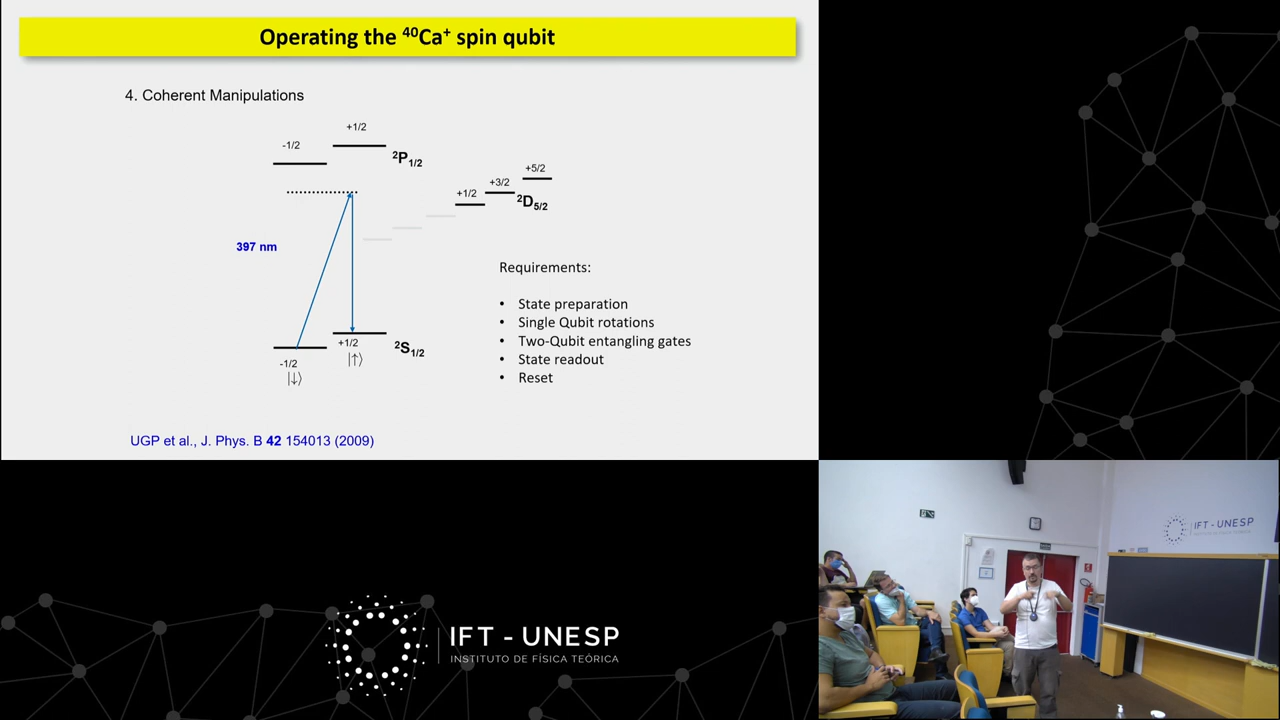 Operating the ⁴⁰Ca⁺ spin qubit
4. Coherent Manipulations
+1/2
-1/2
²P₁/₂
+5/2
+3/2
+1/2
²D₅/₂
397 nm
Requirements:
• State preparation
• Single Qubit rotations
• Two-Qubit entangling gates
• State readout
• Reset
+1/2
|↑⟩
²S₁/₂
-1/2
|↓⟩
UGP et al., J. Phys. B 42 154013 (2009)
IFT - UNESP
INSTITUTO DE FÍSICA TEÓRICA
IFT - UNESP